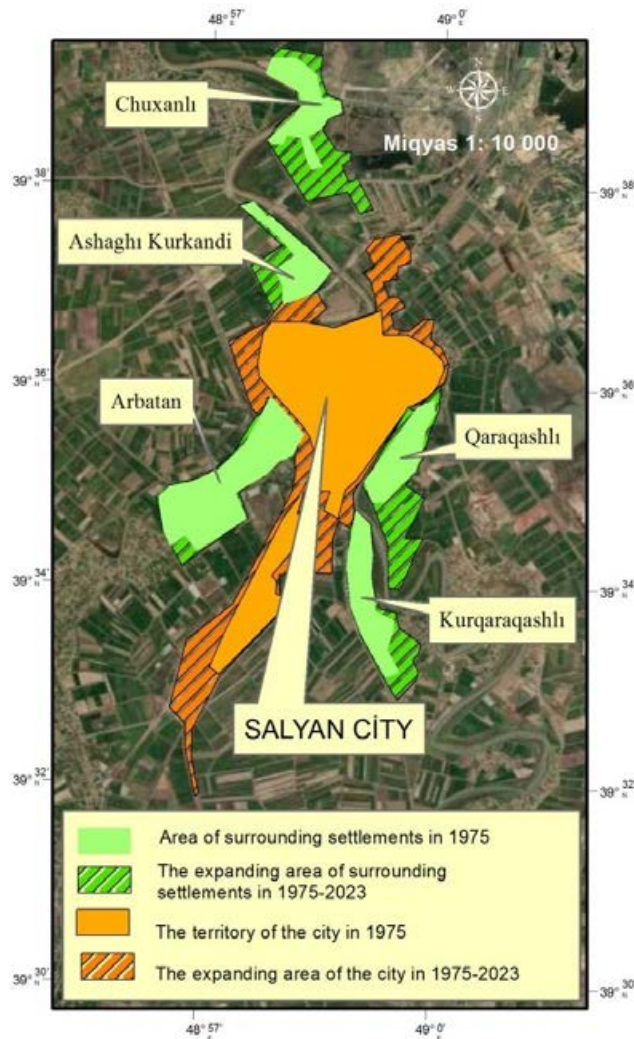 48° 57'
49° 0'
N
W E
S
Chuxanlı
Miqyas 1: 10 000
39° 38'
39° 38'
Ashaghı Kurkandi
39° 36'
39° 36'
Arbatan
Qaraqashlı
39° 34'
39° 34'
Kurqaraqashlı
SALYAN CİTY
39° 32'
39° 32'
Area of surrounding settlements in 1975
The expanding area of surrounding
settlements in 1975-2023
The territory of the city in 1975
The expanding area of the city in 1975-2023
39° 30'
39° 30'
48° 57'
49° 0'